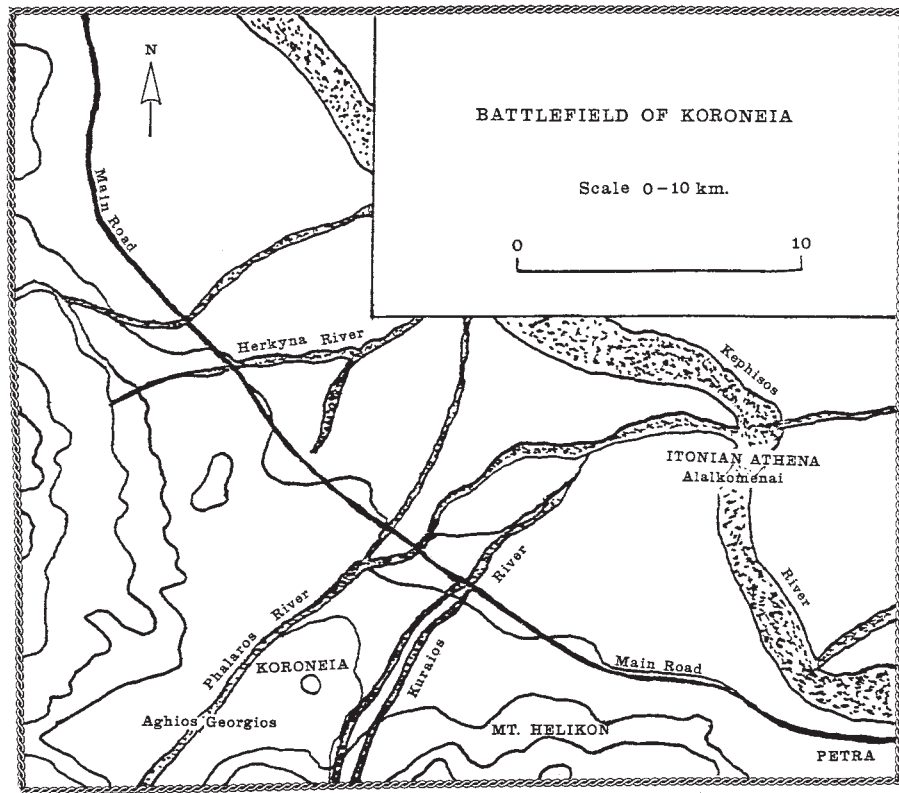 N
BATTLEFIELD OF KORONEIA
Scale 0-10 km.
0 10
Main Road
Herkyna River
Kephisos
River
ITONIAN ATHENA
Alalkomenai
Phalaros River
Kuraios River
KORONEIA
Aghios Georgios
Main Road
MT. HELIKON
PETRA